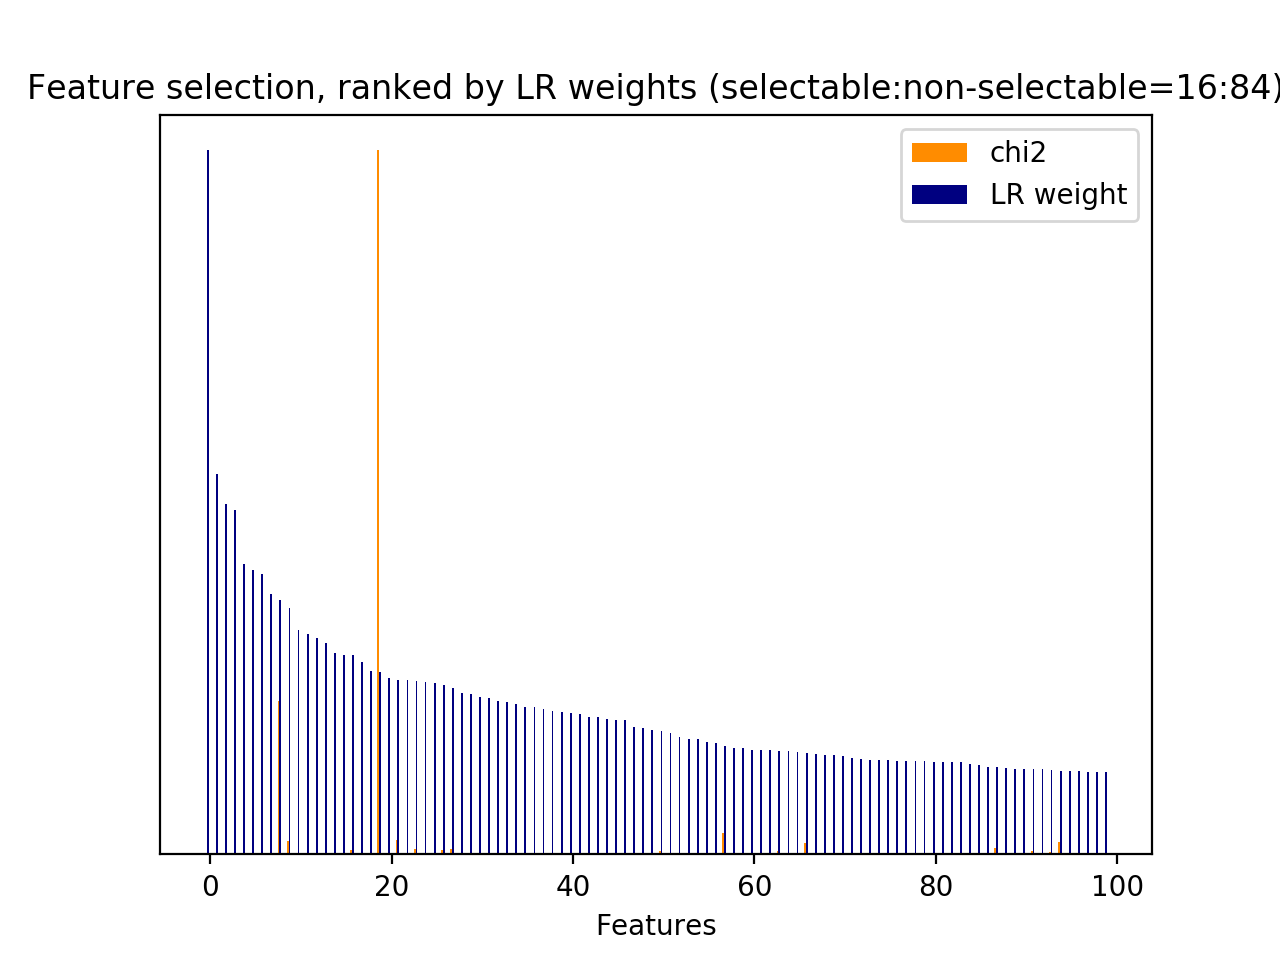 Feature selection, ranked by LR weights (selectable:non-selectable=16:84)
chi2
LR weight
0 20 40 60 80 100
Features